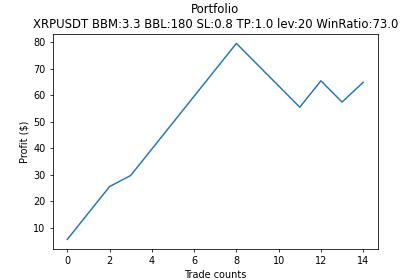 Portfolio
XRPUSDT BBM:3.3 BBL:180 SL:0.8 TP:1.0 lev:20 WinRatio:73.0
80
70
60
50
40
30
20
10
Profit ($)
0 2 4 6 8 10 12 14
Trade counts